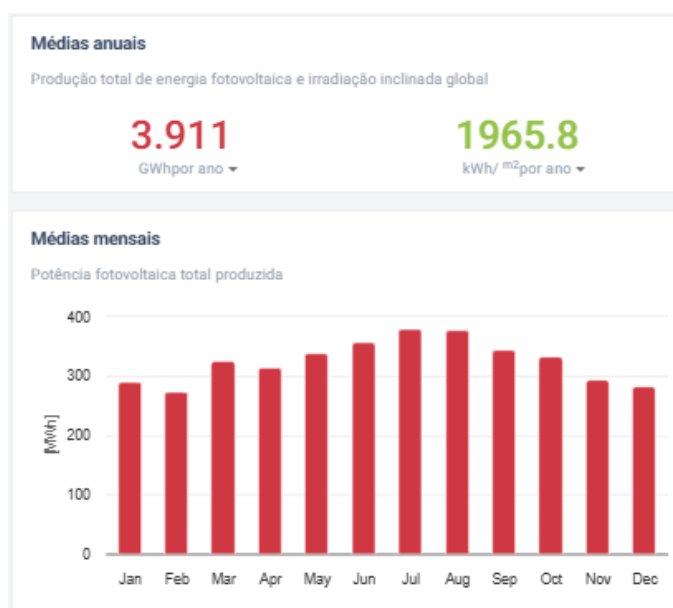 Médias anuais
Produção total de energia fotovoltaica e irradiação inclinada global
3.911 1965.8
GWhpor ano kWh/ m2por ano
Médias mensais
Potência fotovoltaica total produzida
400
300
200
100
0
[MWh]
Jan Feb Mar Apr May Jun Jul Aug Sep Oct Nov Dec